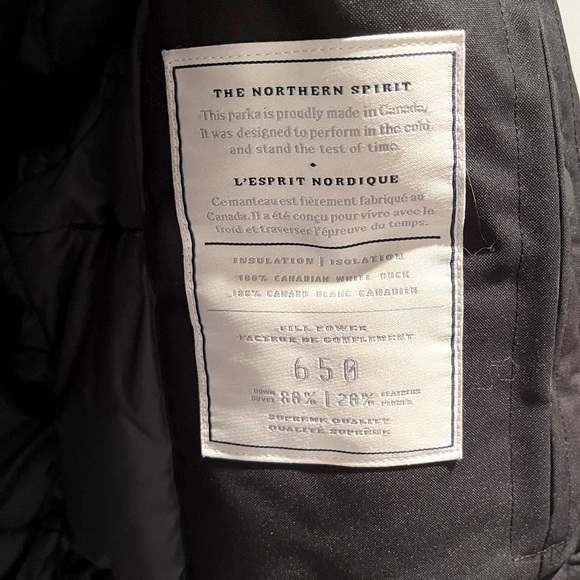 THE NORTHERN SPIRIT
This parka is proudly made in Canada.
It was designed to perform in the cold
and stand the test of time.
L'ESPRIT NORDIQUE
Ce manteau est fièrement fabriqué au
Canada. Il a été conçu pour vivre avec le
froid et traverser l'épreuve du temps.
INSULATION | ISOLATION
100% CANADIAN WHITE DUCK
100% CANARD BLANC CANADIEN
FILL POWER
FACTEUR DE GONFLEMENT
650
DOWN 80% | 20% FEATHERS
DUVET PLUMES
SUPREME QUALITY
QUALITÉ SUPRÊME